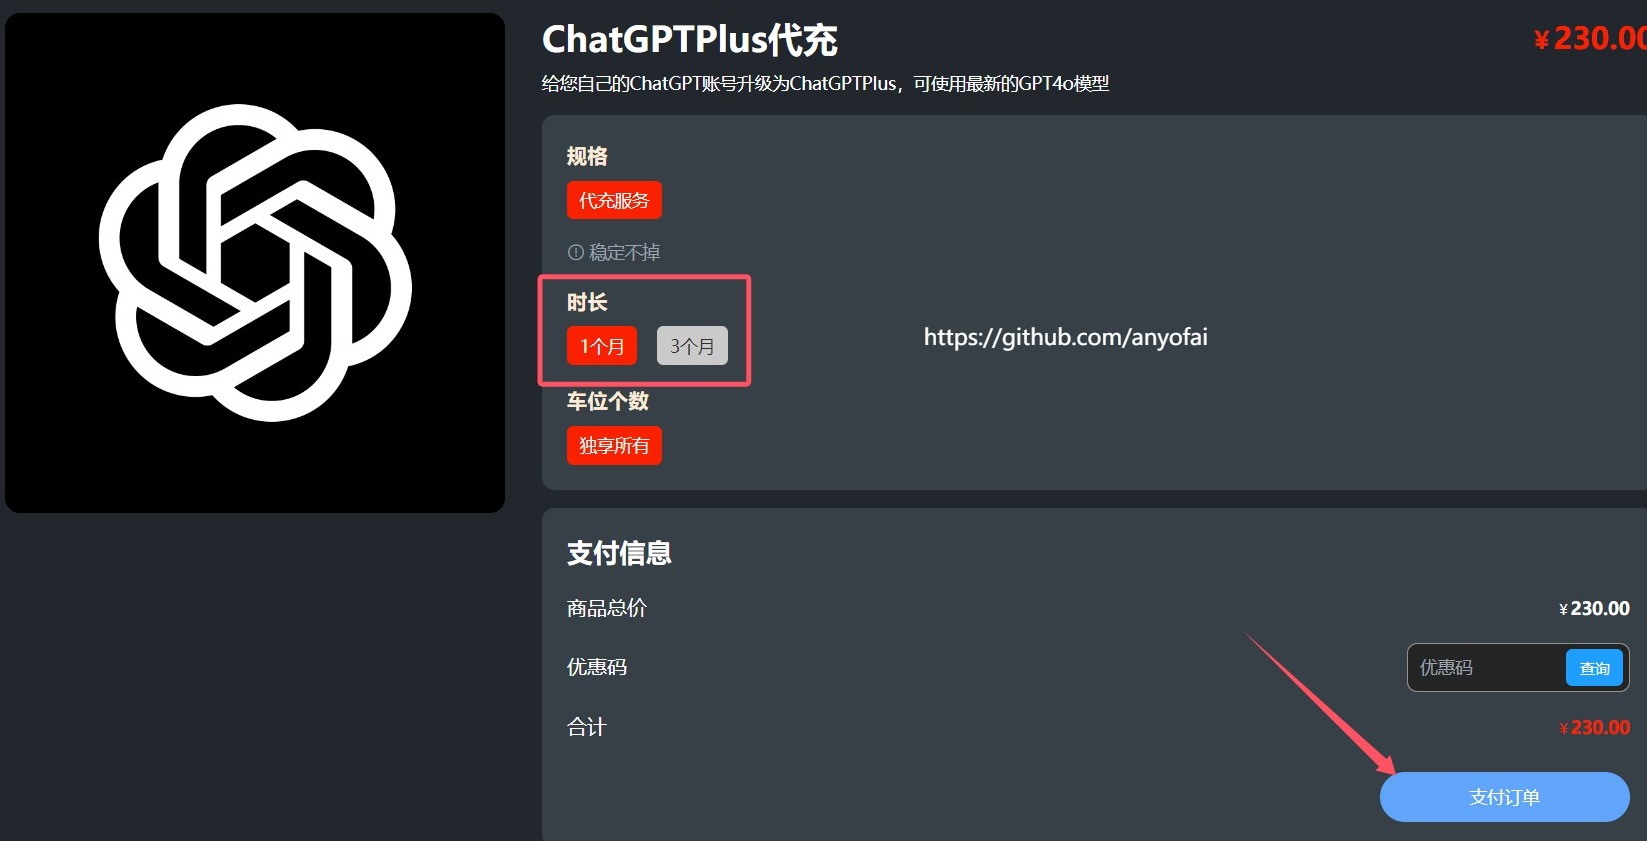 ChatGPTPlus代充
¥230.00
给您自己的ChatGPT账号升级为ChatGPTPlus，可使用最新的GPT4o模型
规格
代充服务
稳定不掉
时长
1个月 3个月
https://github.com/anyofai
车位个数
独享所有
支付信息
商品总价 ¥230.00
优惠码 优惠码 查询
合计 ¥230.00
支付订单